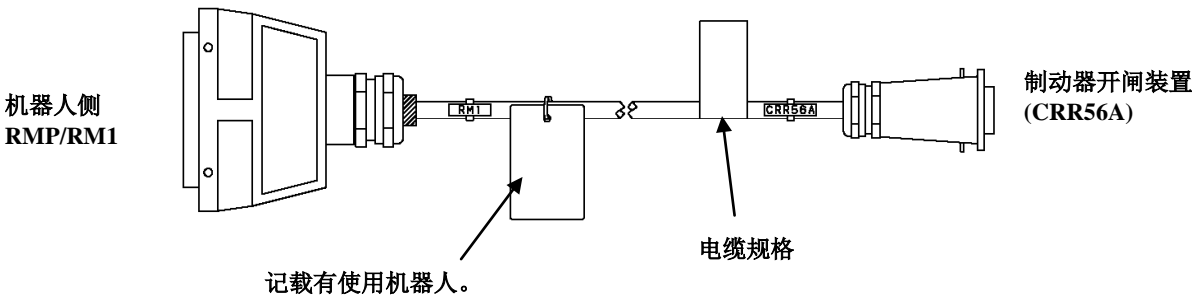 机器人侧
RMP/RM1
RM1
CRR56A
制动器开闸装置
(CRR56A)
电缆规格
记载有使用机器人。